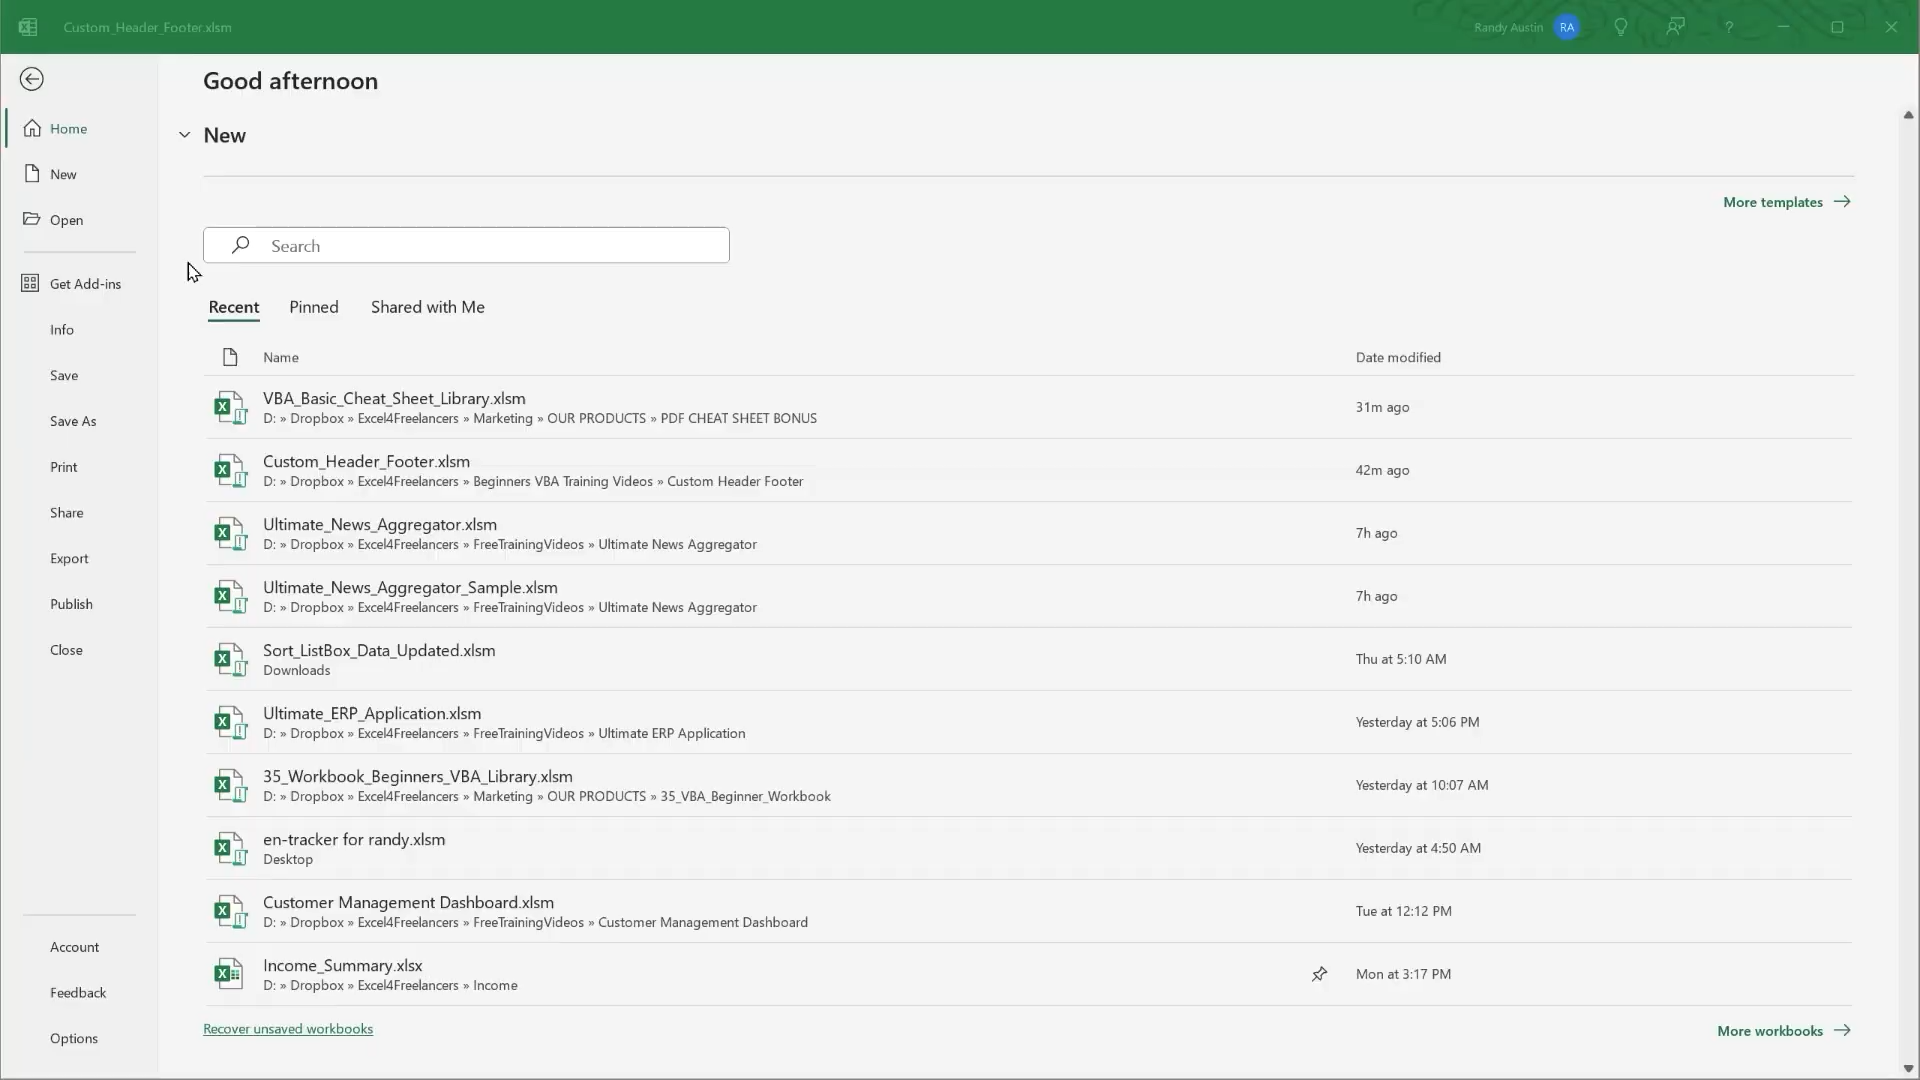 Custom_Header_Footer.xlsm
Randy Austin RA ?
Good afternoon
Home
New
New
Open
More templates
Search
Get Add-ins
Recent Pinned Shared with Me
Info
Name Date modified
Save
VBA_Basic_Cheat_Sheet_Library.xlsm
D: » Dropbox » Excel4Freelancers » Marketing » OUR PRODUCTS » PDF CHEAT SHEET BONUS
31m ago
Save As
Custom_Header_Footer.xlsm
D: » Dropbox » Excel4Freelancers » Beginners VBA Training Videos » Custom Header Footer
42m ago
Print
Share
Ultimate_News_Aggregator.xlsm
D: » Dropbox » Excel4Freelancers » FreeTrainingVideos » Ultimate News Aggregator
7h ago
Export
Ultimate_News_Aggregator_Sample.xlsm
D: » Dropbox » Excel4Freelancers » FreeTrainingVideos » Ultimate News Aggregator
7h ago
Publish
Close
Sort_ListBox_Data_Updated.xlsm
Downloads
Thu at 5:10 AM
Ultimate_ERP_Application.xlsm
D: » Dropbox » Excel4Freelancers » FreeTrainingVideos » Ultimate ERP Application
Yesterday at 5:06 PM
35_Workbook_Beginners_VBA_Library.xlsm
D: » Dropbox » Excel4Freelancers » Marketing » OUR PRODUCTS » 35_VBA_Beginner_Workbook
Yesterday at 10:07 AM
en-tracker for randy.xlsm
Desktop
Yesterday at 4:50 AM
Customer Management Dashboard.xlsm
D: » Dropbox » Excel4Freelancers » FreeTrainingVideos » Customer Management Dashboard
Tue at 12:12 PM
Account
Income_Summary.xlsx
D: » Dropbox » Excel4Freelancers » Income
Mon at 3:17 PM
Feedback
Recover unsaved workbooks
More workbooks
Options